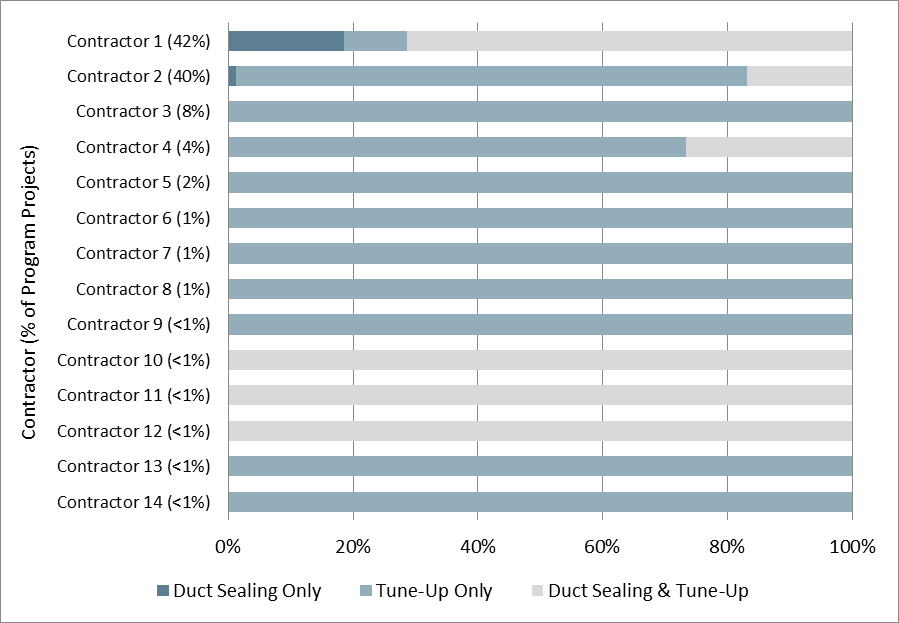 Contractor (% of Program Projects)
Contractor 1 (42%)
Contractor 2 (40%)
Contractor 3 (8%)
Contractor 4 (4%)
Contractor 5 (2%)
Contractor 6 (1%)
Contractor 7 (1%)
Contractor 8 (1%)
Contractor 9 (<1%)
Contractor 10 (<1%)
Contractor 11 (<1%)
Contractor 12 (<1%)
Contractor 13 (<1%)
Contractor 14 (<1%)
0% 20% 40% 60% 80% 100%
Duct Sealing Only Tune-Up Only Duct Sealing & Tune-Up